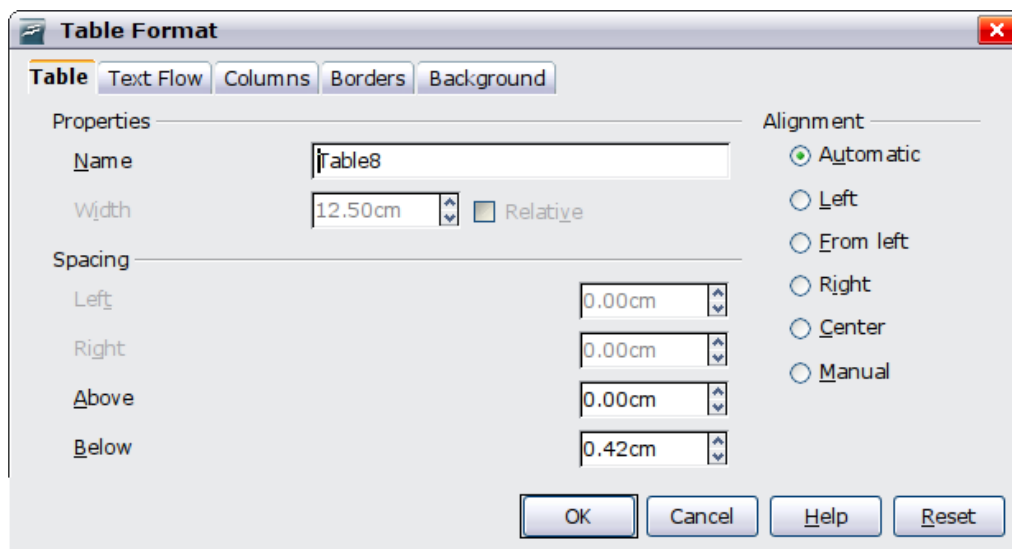 Table Format
Table Text Flow Columns Borders Background
Properties
Name Table8
Width 12.50cm Relative
Spacing
Left 0.00cm
Right 0.00cm
Above 0.00cm
Below 0.42cm
Alignment
Automatic
Left
From left
Right
Center
Manual
OK Cancel Help Reset